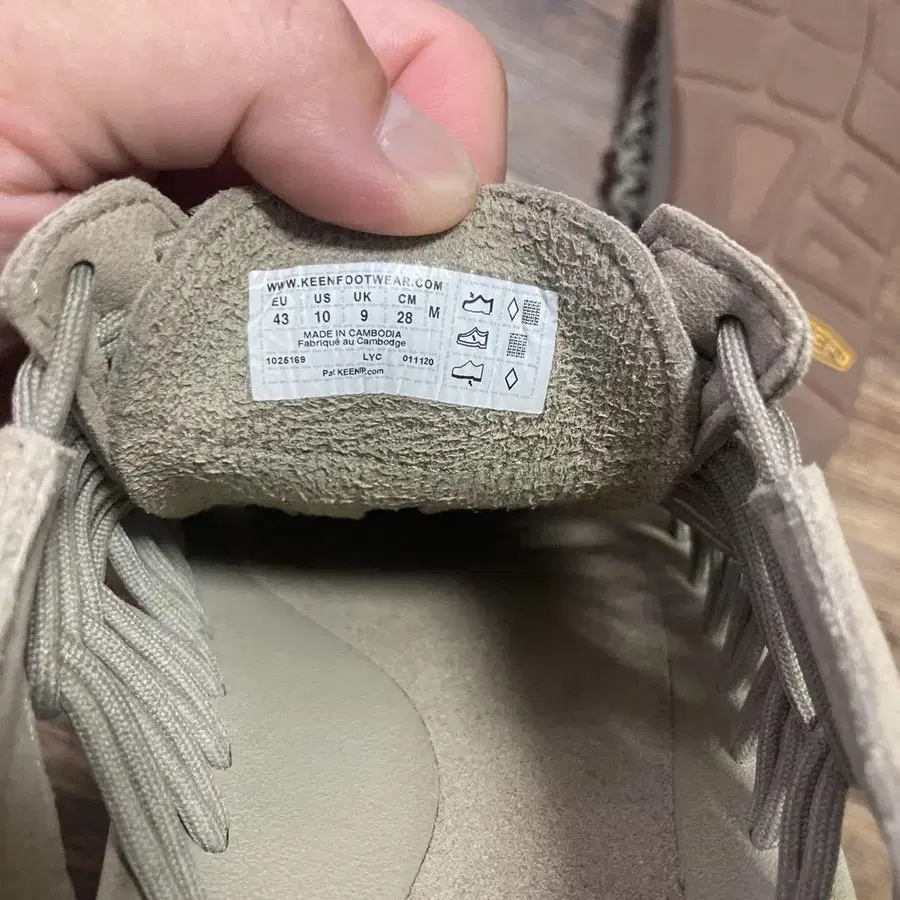 WWW.KEENFOOTWEAR.COM
EU US UK CM
43 10 9 28 M
MADE IN CAMBODIA
Fabriqué au Cambodge
1025169 LYC 011120
Pat KEENIP.com